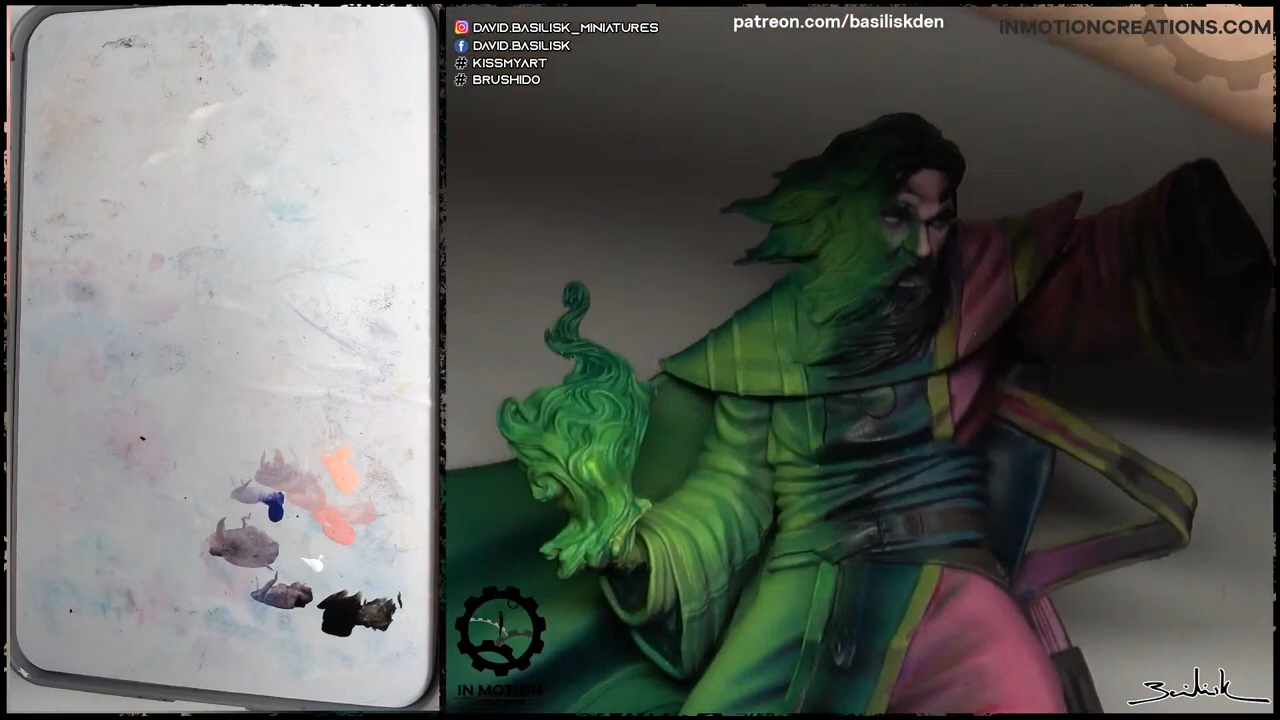 DAVID.BASILISK_MINIATURES
DAVID.BASILISK
# KISSMYART
# BRUSHIDO
patreon.com/basiliskden
INMOTIONCREATIONS.COM
IN MOTION
Basilisk